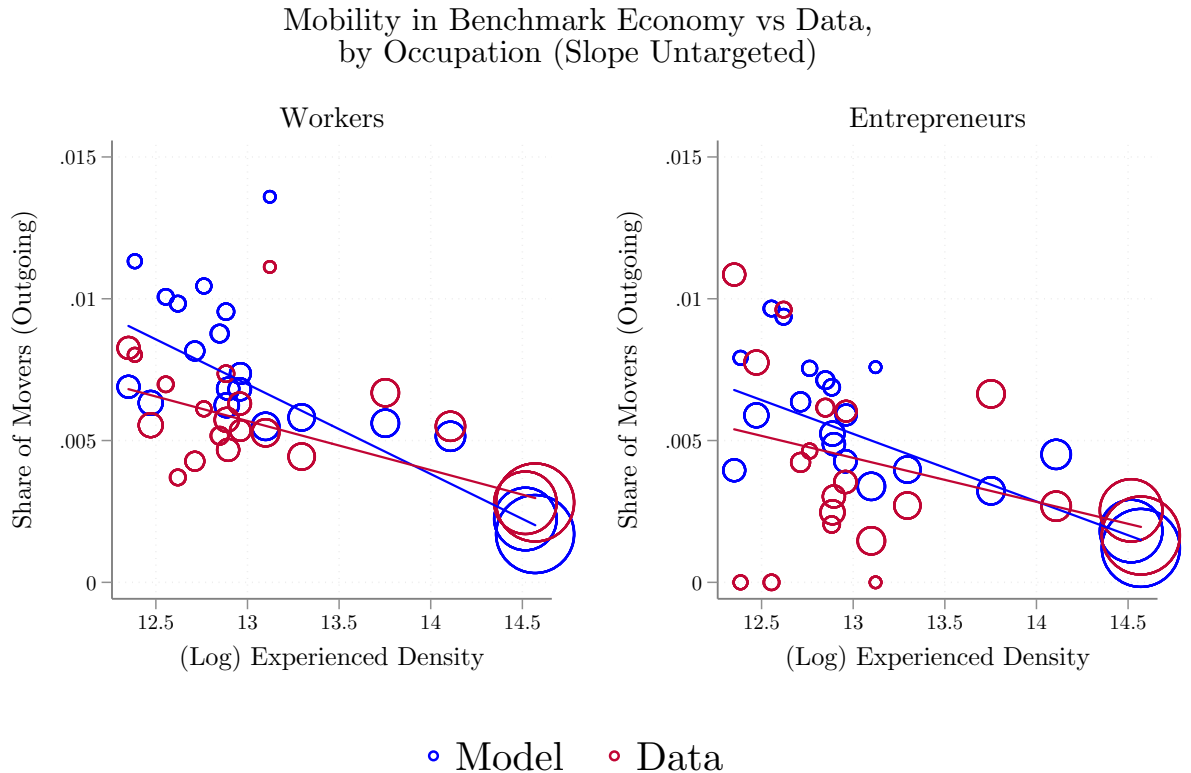 Mobility in Benchmark Economy vs Data,
by Occupation (Slope Untargeted)
Workers
Share of Movers (Outgoing)
.015
.01
.005
0
12.5 13 13.5 14 14.5
(Log) Experienced Density
Entrepreneurs
Share of Movers (Outgoing)
.015
.01
.005
0
12.5 13 13.5 14 14.5
(Log) Experienced Density
Model Data